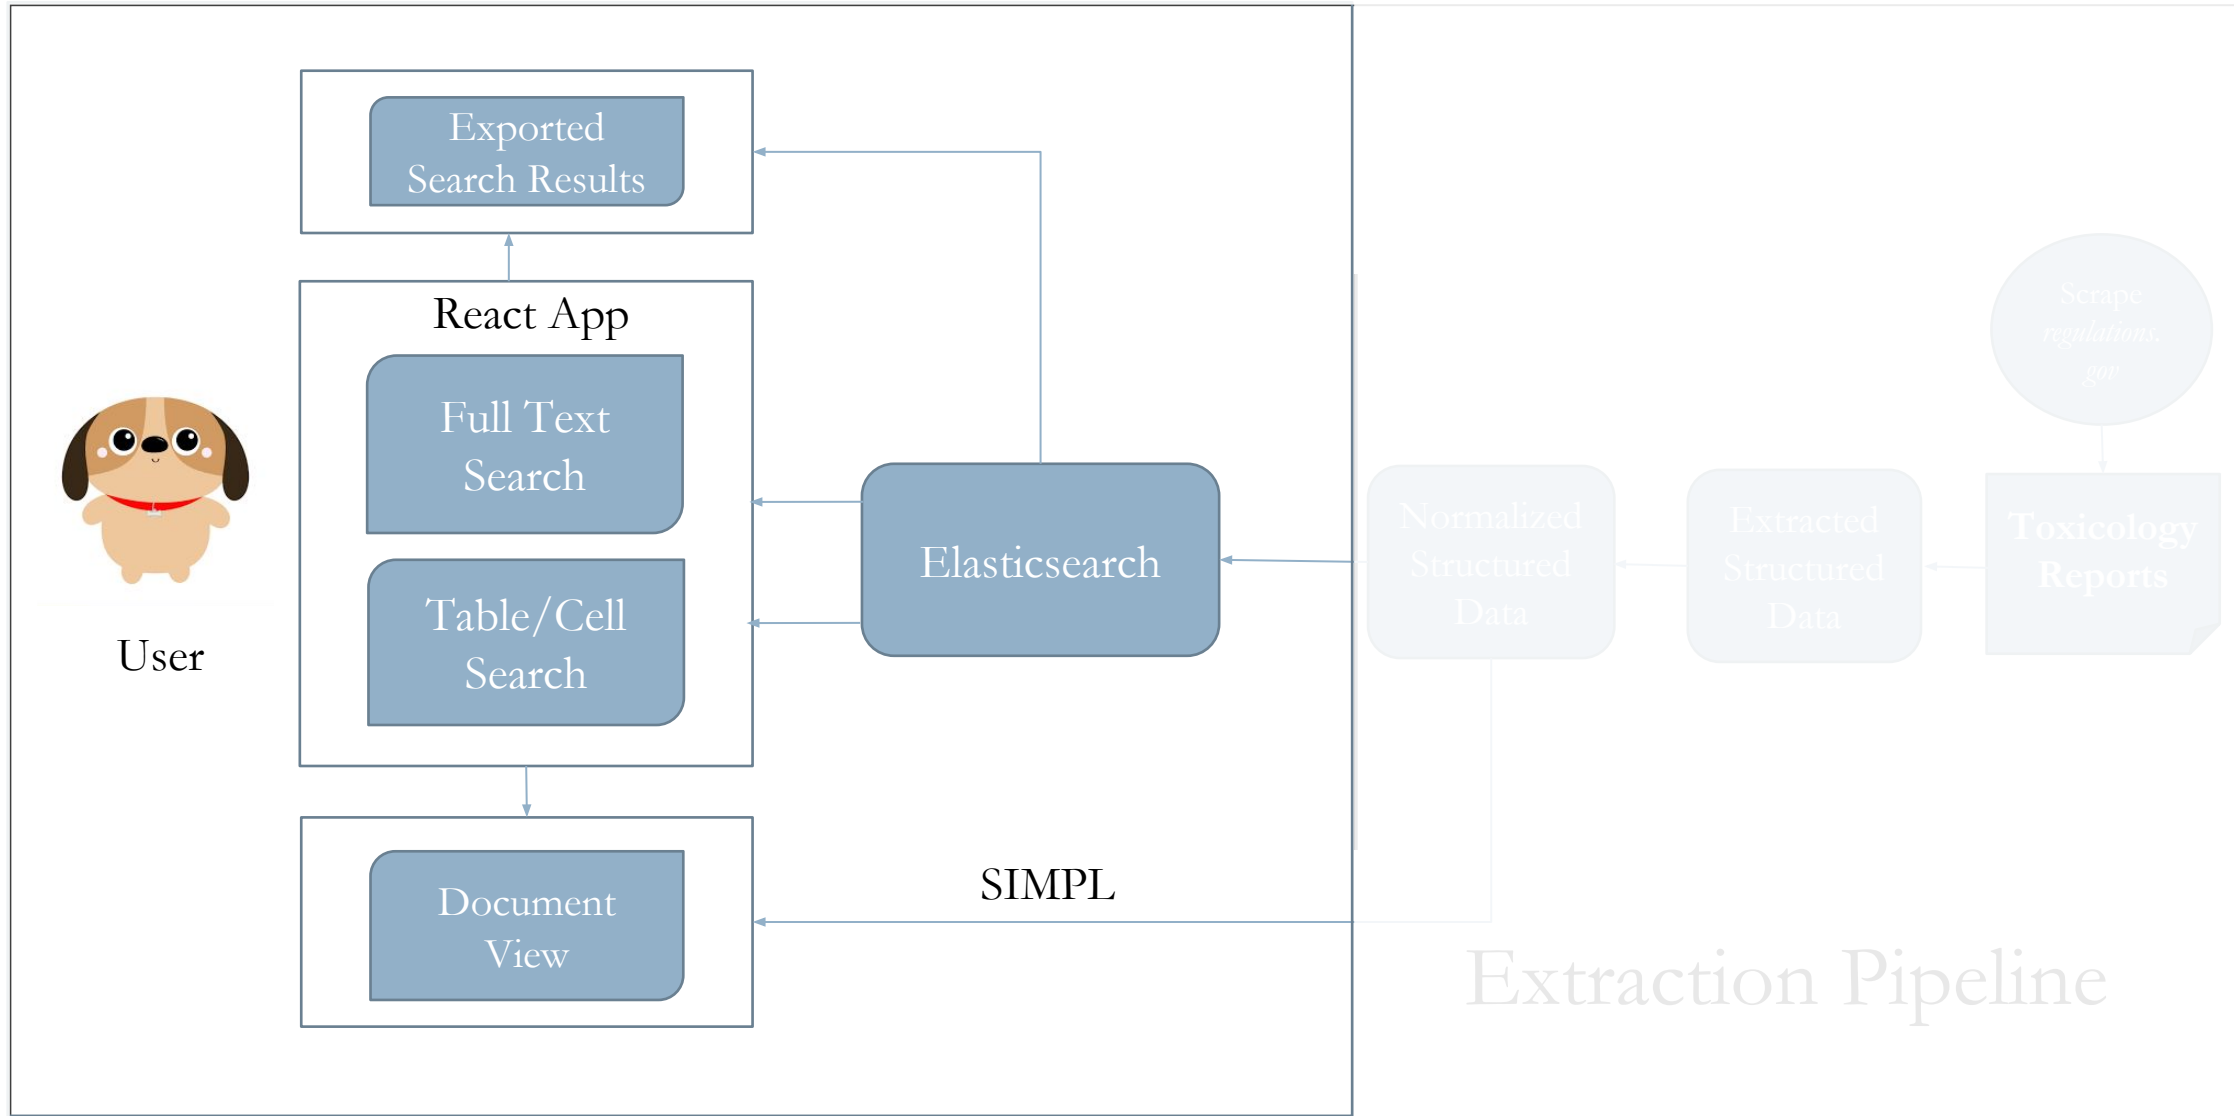 Exported
Search Results
React App
Full Text
Search
Table/Cell
Search
User
Document
View
Elasticsearch
SIMPL
Normalized
Structured
Data
Extracted
Structured
Data
Scrape
regulations.
gov
Toxicology
Reports
Extraction Pipeline